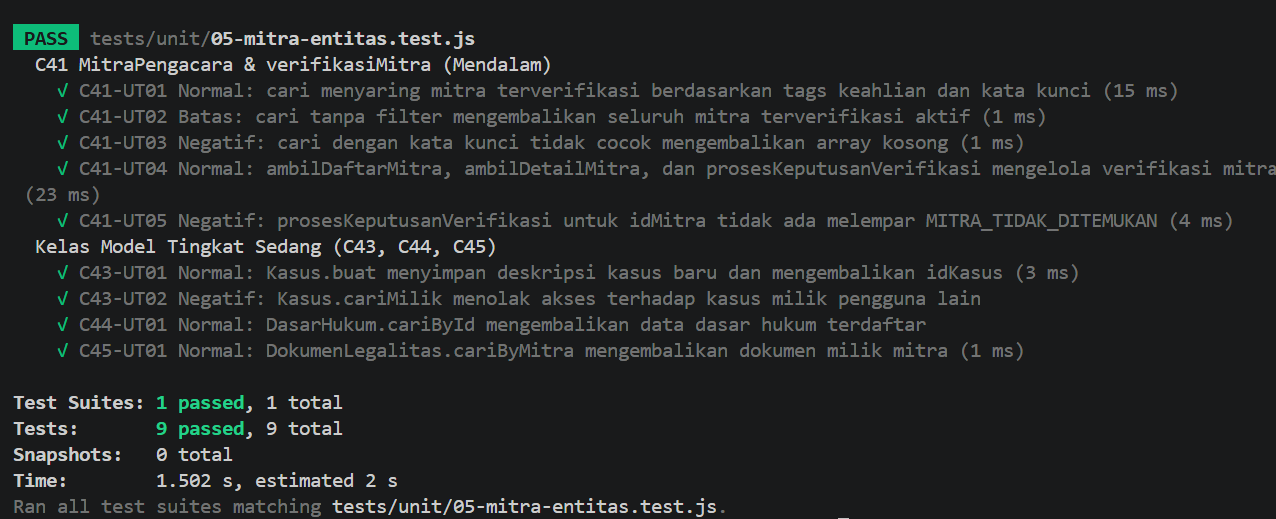 PASS tests/unit/05-mitra-entitas.test.js
C41 MitraPengacara & verifikasiMitra (Mendalam)
√ C41-UT01 Normal: cari menyaring mitra terverifikasi berdasarkan tags keahlian dan kata kunci (15 ms)
√ C41-UT02 Batas: cari tanpa filter mengembalikan seluruh mitra terverifikasi aktif (1 ms)
√ C41-UT03 Negatif: cari dengan kata kunci tidak cocok mengembalikan array kosong (1 ms)
√ C41-UT04 Normal: ambilDaftarMitra, ambilDetailMitra, dan prosesKeputusanVerifikasi mengelola verifikasi mitra
(23 ms)
√ C41-UT05 Negatif: prosesKeputusanVerifikasi untuk idMitra tidak ada melempar MITRA_TIDAK_DITEMUKAN (4 ms)
Kelas Model Tingkat Sedang (C43, C44, C45)
√ C43-UT01 Normal: Kasus.buat menyimpan deskripsi kasus baru dan mengembalikan idKasus (3 ms)
√ C43-UT02 Negatif: Kasus.cariMilik menolak akses terhadap kasus milik pengguna lain
√ C44-UT01 Normal: DasarHukum.cariById mengembalikan data dasar hukum terdaftar
√ C45-UT01 Normal: DokumenLegalitas.cariByMitra mengembalikan dokumen milik mitra (1 ms)
Test Suites: 1 passed, 1 total
Tests: 9 passed, 9 total
Snapshots: 0 total
Time: 1.502 s, estimated 2 s
Ran all test suites matching tests/unit/05-mitra-entitas.test.js.